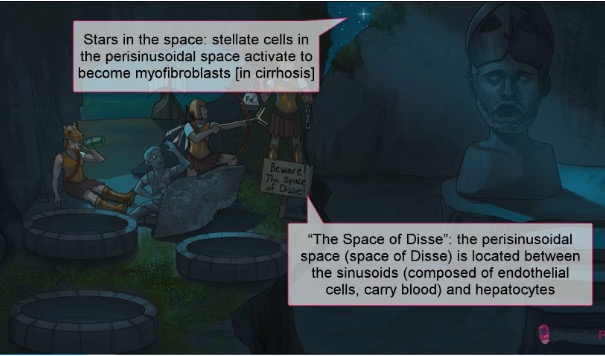 Stars in the space: stellate cells in
the perisinusoidal space activate to
become myofibroblasts [in cirrhosis]
Fe
Beware!
The Space
of Disse!
“The Space of Disse”: the perisinusoidal
space (space of Disse) is located between
the sinusoids (composed of endothelial
cells, carry blood) and hepatocytes